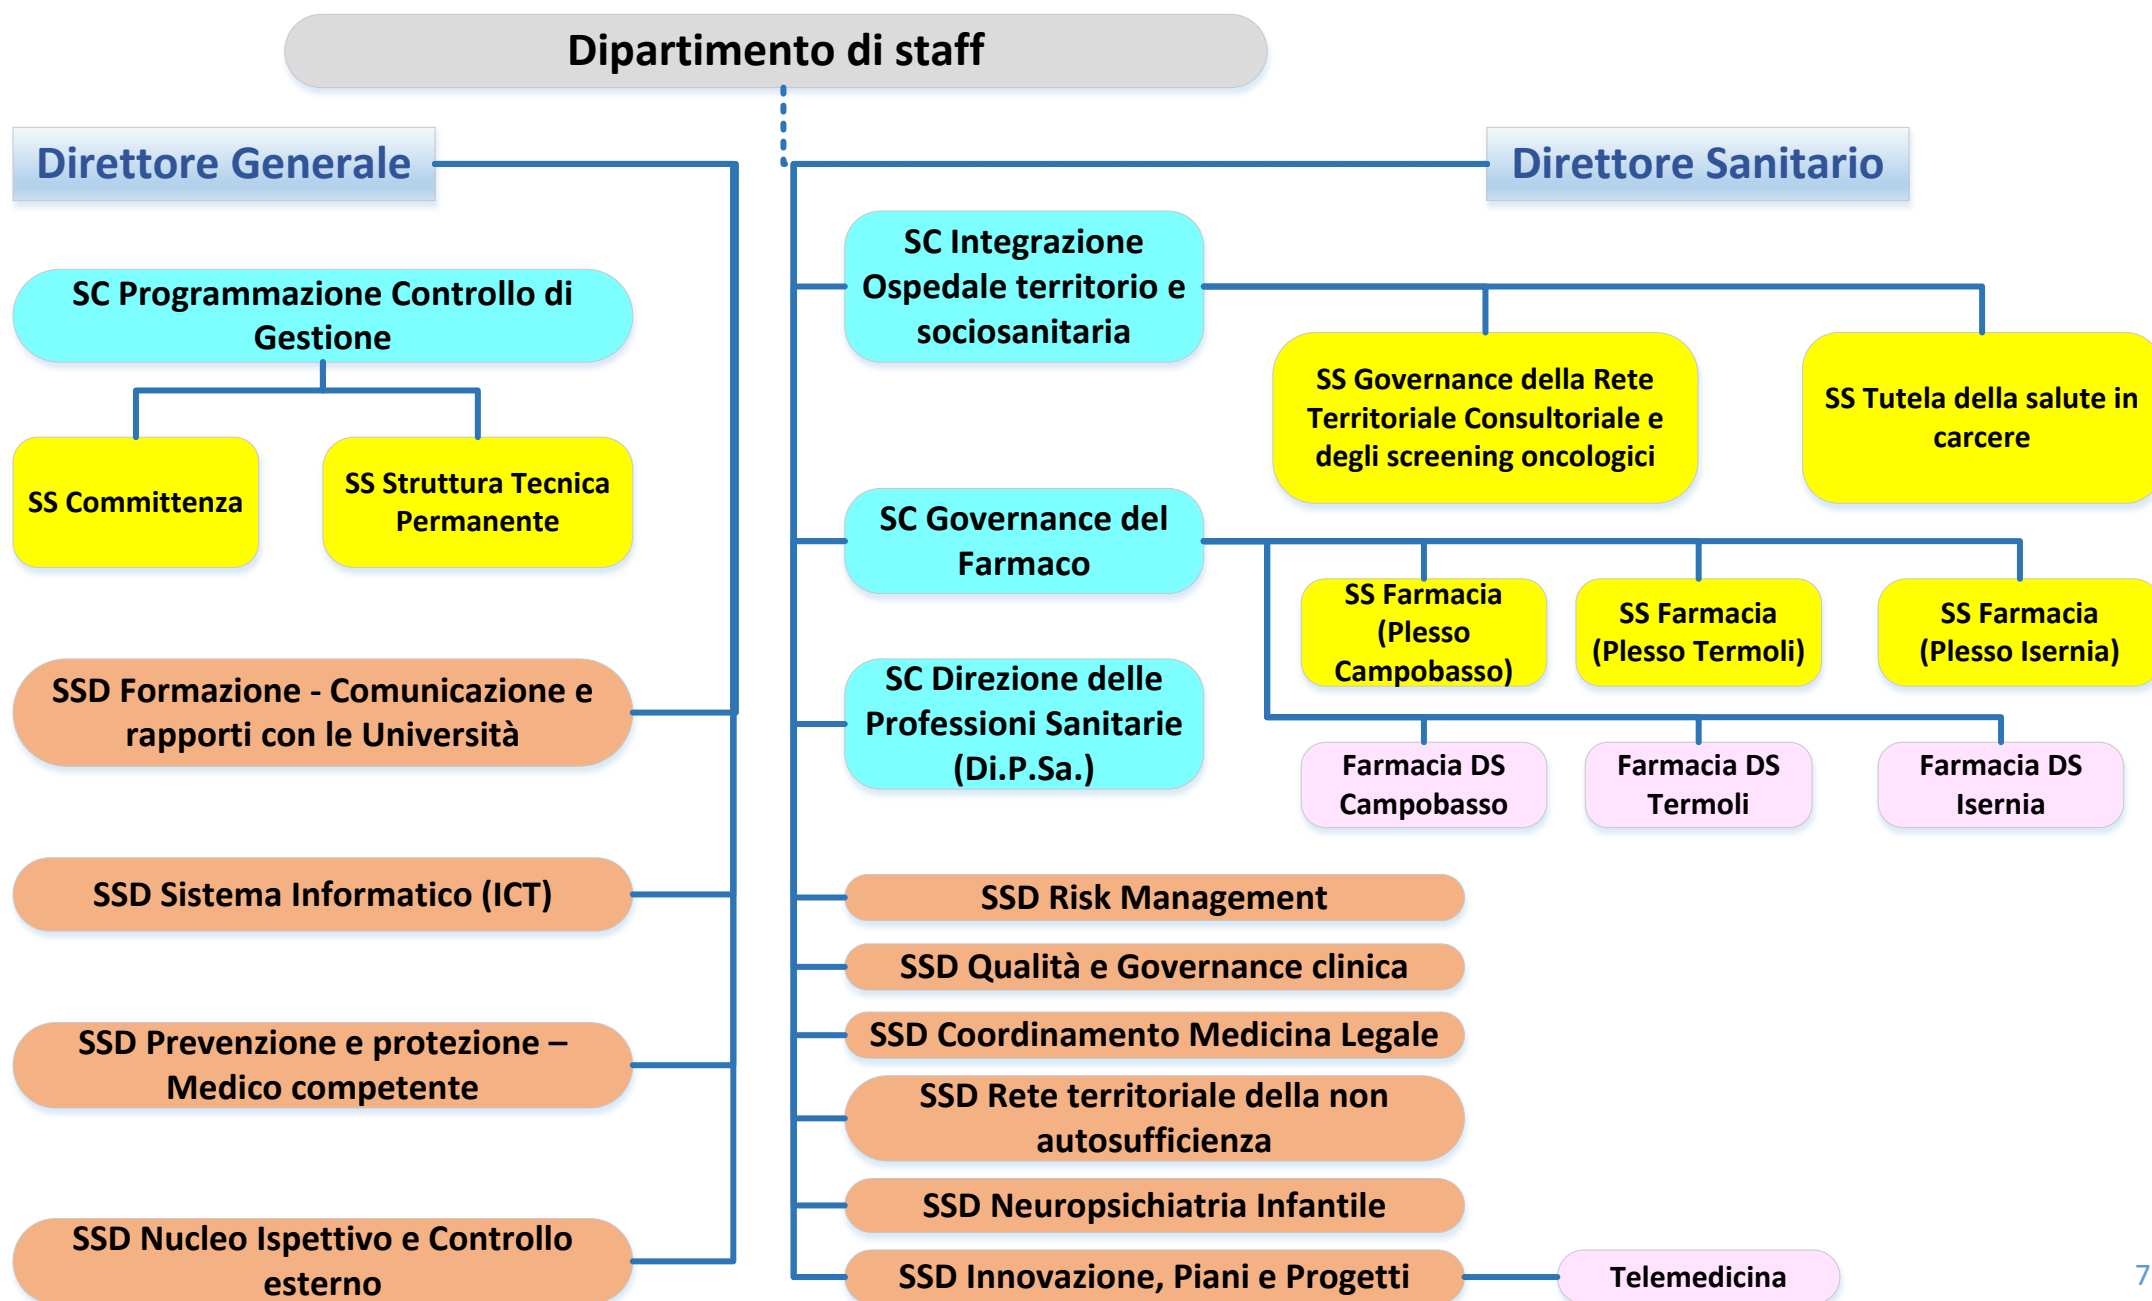 Dipartimento di staff
Direttore Generale
Direttore Sanitario
SC Programmazione Controllo di
Gestione
SS Committenza
SS Struttura Tecnica
Permanente
SSD Formazione - Comunicazione e
rapporti con le Università
SSD Sistema Informatico (ICT)
SSD Prevenzione e protezione –
Medico competente
SSD Nucleo Ispettivo e Controllo
esterno
SC Integrazione
Ospedale territorio e
sociosanitaria
SS Governance della Rete
Territoriale Consultoriale e
degli screening oncologici
SS Tutela della salute in
carcere
SC Governance del
Farmaco
SS Farmacia
(Plesso
Campobasso)
SS Farmacia
(Plesso Termoli)
SS Farmacia
(Plesso Isernia)
Farmacia DS
Campobasso
Farmacia DS
Termoli
Farmacia DS
Isernia
SC Direzione delle
Professioni Sanitarie
(Di.P.Sa.)
SSD Risk Management
SSD Qualità e Governance clinica
SSD Coordinamento Medicina Legale
SSD Rete territoriale della non
autosufficienza
SSD Neuropsichiatria Infantile
SSD Innovazione, Piani e Progetti
Telemedicina
7